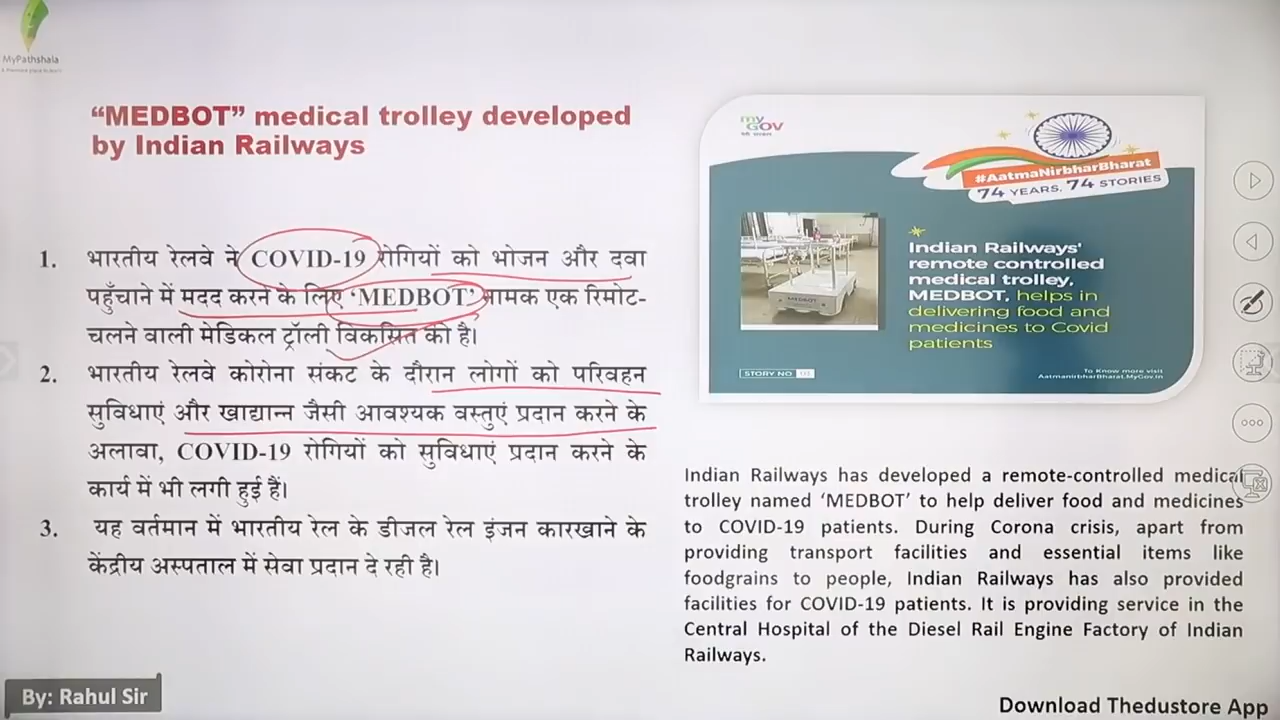 MyPathshala
“MEDBOT” medical trolley developed
by Indian Railways
1. भारतीय रेलवे ने COVID-19 रोगियों को भोजन और दवा
पहुँचाने में मदद करने के लिए ‘MEDBOT’ नामक एक रिमोट-
चलने वाली मेडिकल ट्रॉली विकसित की है।
2. भारतीय रेलवे कोरोना संकट के दौरान लोगों को परिवहन
सुविधाएं और खाद्यान्न जैसी आवश्यक वस्तुएं प्रदान करने के
अलावा, COVID-19 रोगियों को सुविधाएं प्रदान करने के
कार्य में भी लगी हुई हैं।
3. यह वर्तमान में भारतीय रेल के डीजल रेल इंजन कारखाने के
केंद्रीय अस्पताल में सेवा प्रदान दे रही है।
my
GOV
मेरी सरकार
#AatmaNirbharBharat
74 YEARS, 74 STORIES
MEDBOT
Indian Railways'
remote controlled
medical trolley,
MEDBOT, helps in
delivering food and
medicines to Covid
patients
STORY NO.
To Know more visit
AatmanirbharBharat.MyGov.in
Indian Railways has developed a remote-controlled medical
trolley named ‘MEDBOT’ to help deliver food and medicines
to COVID-19 patients. During Corona crisis, apart from
providing transport facilities and essential items like
foodgrains to people, Indian Railways has also provided
facilities for COVID-19 patients. It is providing service in the
Central Hospital of the Diesel Rail Engine Factory of Indian
Railways.
By: Rahul Sir
Download Thedustore App